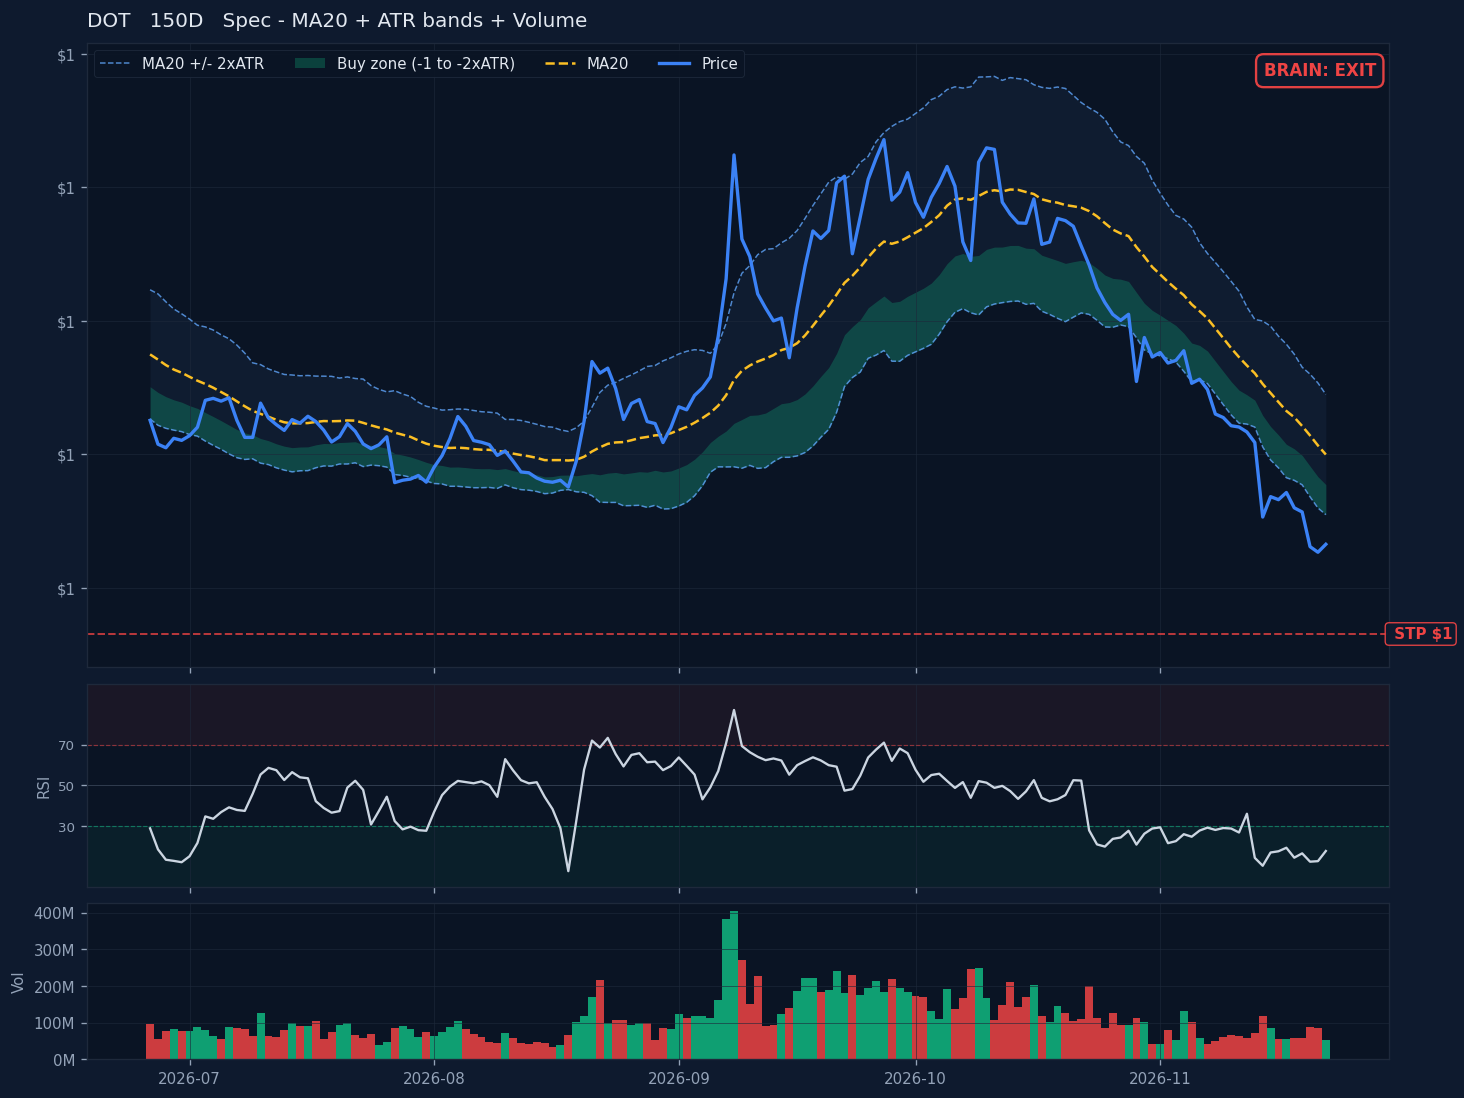 DOT   150D   Spec - MA20 + ATR bands + Volume
MA20 +/- 2xATR
Buy zone (-1 to -2xATR)
MA20
Price
BRAIN: EXIT
$1
$1
$1
$1
$1
STP $1
RSI
70
50
30
Vol
400M
300M
200M
100M
0M
2026-07
2026-08
2026-09
2026-10
2026-11